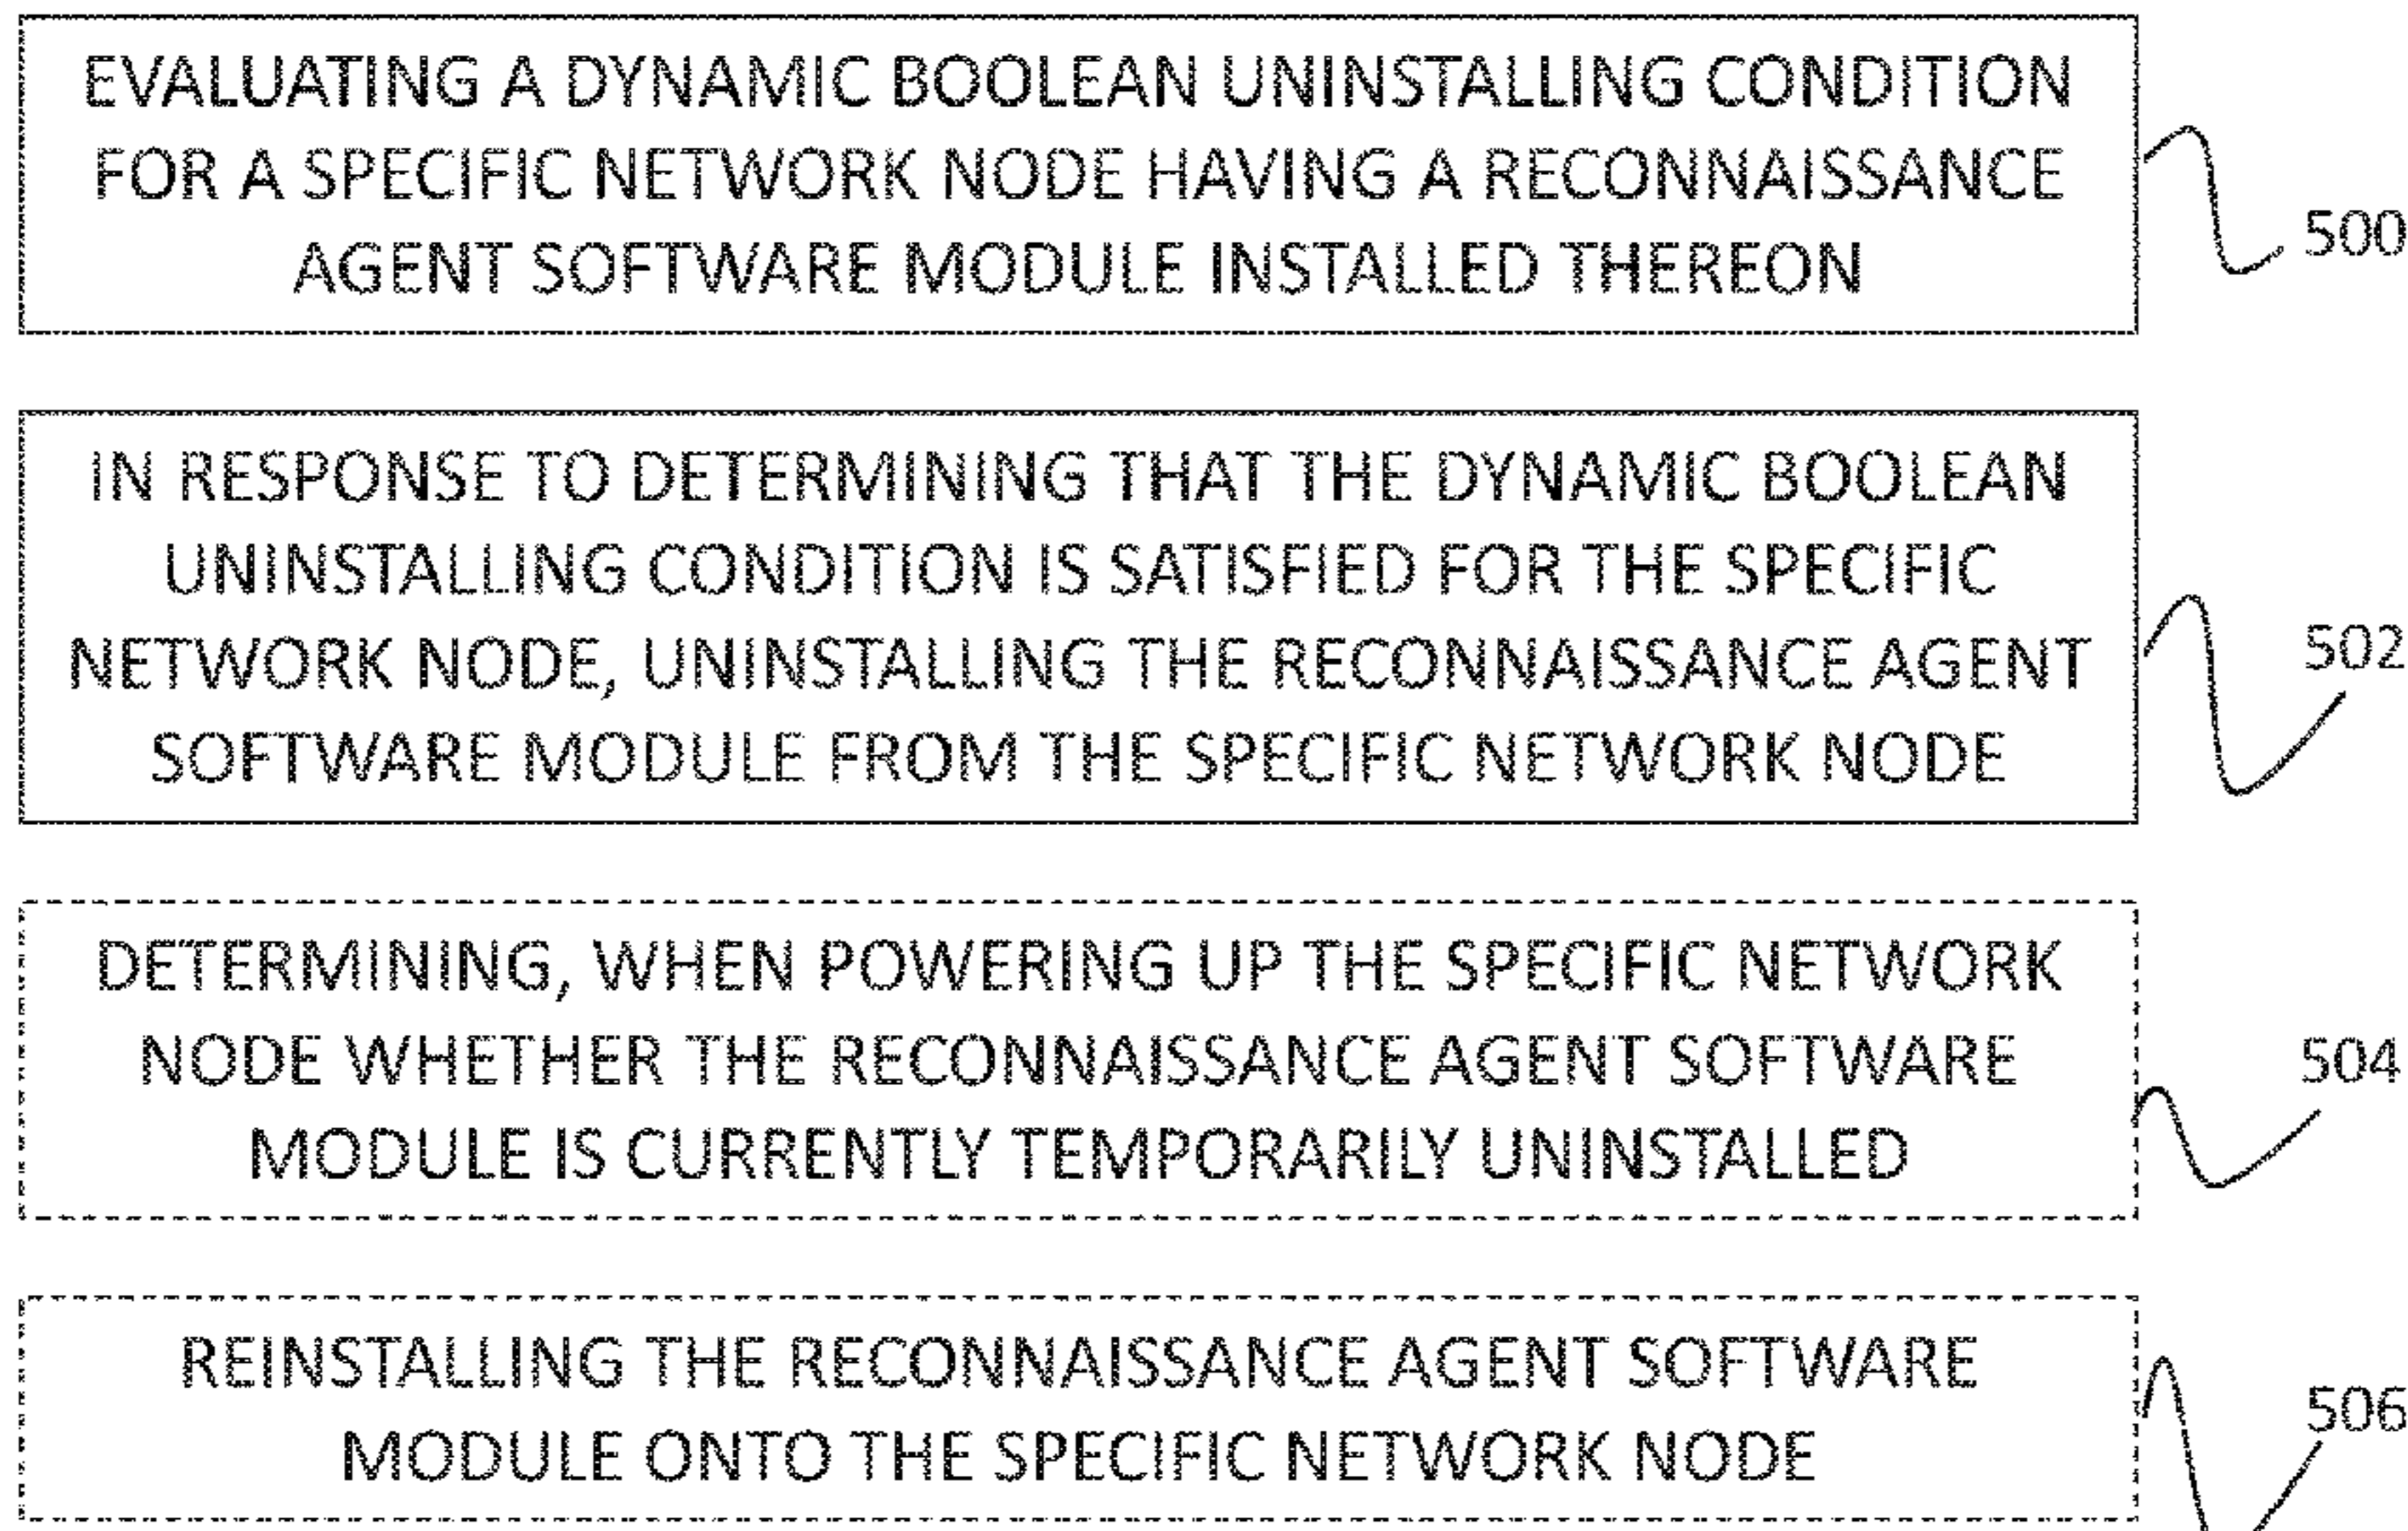 EVALUATING A DYNAMIC BOOLEAN UNINSTALLING CONDITION
FOR A SPECIFIC NETWORK NODE HAVING A RECONNAISSANCE
AGENT SOFTWARE MODULE INSTALLED THEREON
500
IN RESPONSE TO DETERMINING THAT THE DYNAMIC BOOLEAN
UNINSTALLING CONDITION IS SATISFIED FOR THE SPECIFIC
NETWORK NODE, UNINSTALLING THE RECONNAISSANCE AGENT
SOFTWARE MODULE FROM THE SPECIFIC NETWORK NODE
502
DETERMINING, WHEN POWERING UP THE SPECIFIC NETWORK
NODE WHETHER THE RECONNAISSANCE AGENT SOFTWARE
MODULE IS CURRENTLY TEMPORARILY UNINSTALLED
504
REINSTALLING THE RECONNAISSANCE AGENT SOFTWARE
MODULE ONTO THE SPECIFIC NETWORK NODE
506